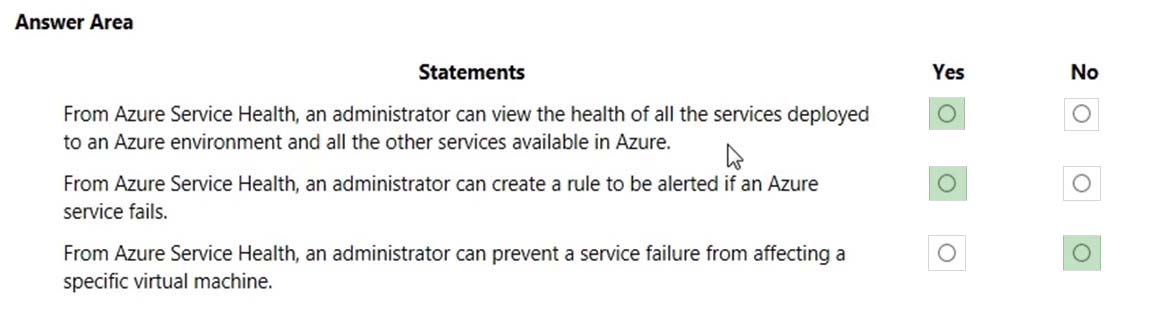 Answer Area
Statements Yes No
From Azure Service Health, an administrator can view the health of all the services deployed
to an Azure environment and all the other services available in Azure.
From Azure Service Health, an administrator can create a rule to be alerted if an Azure
service fails.
From Azure Service Health, an administrator can prevent a service failure from affecting a
specific virtual machine.